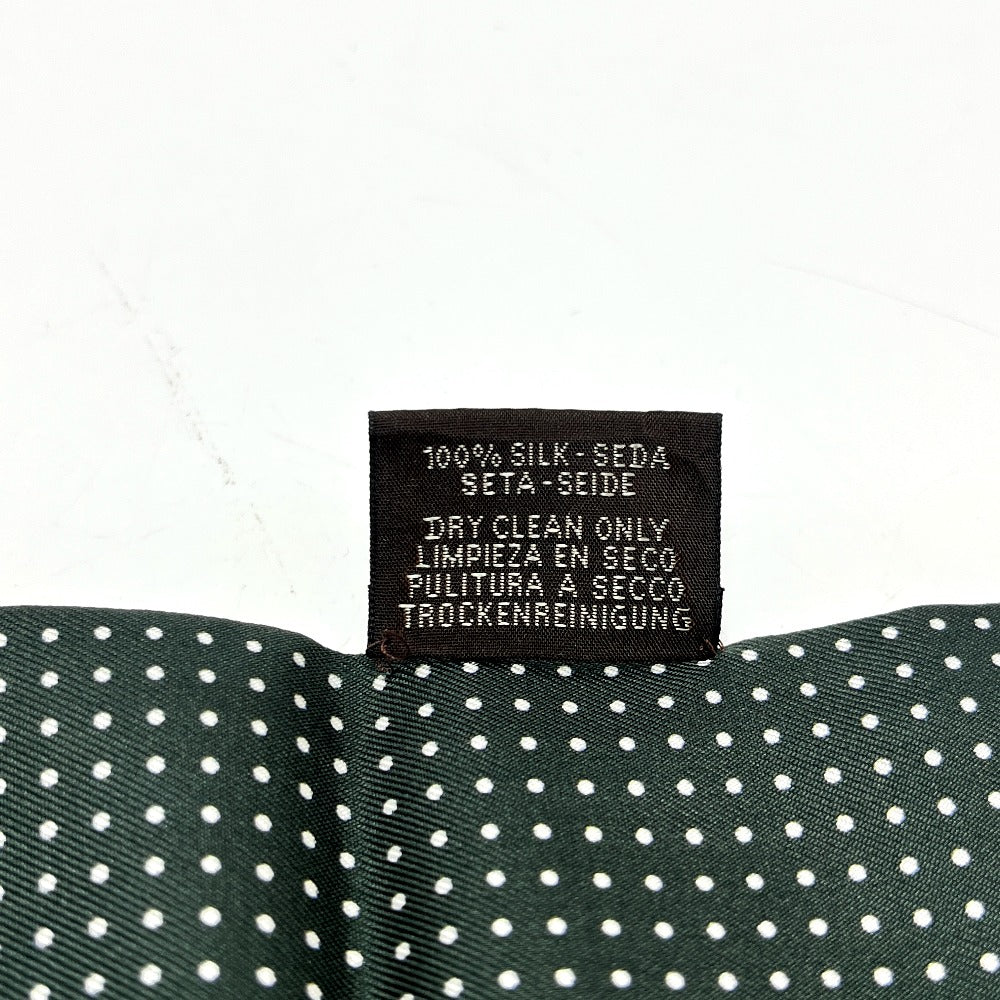 100% SILK - SEDA
SETA - SEIDE
DRY CLEAN ONLY
LIMPIEZA EN SECO
PULITURA A SECCO
TROCKENREINIGUNG